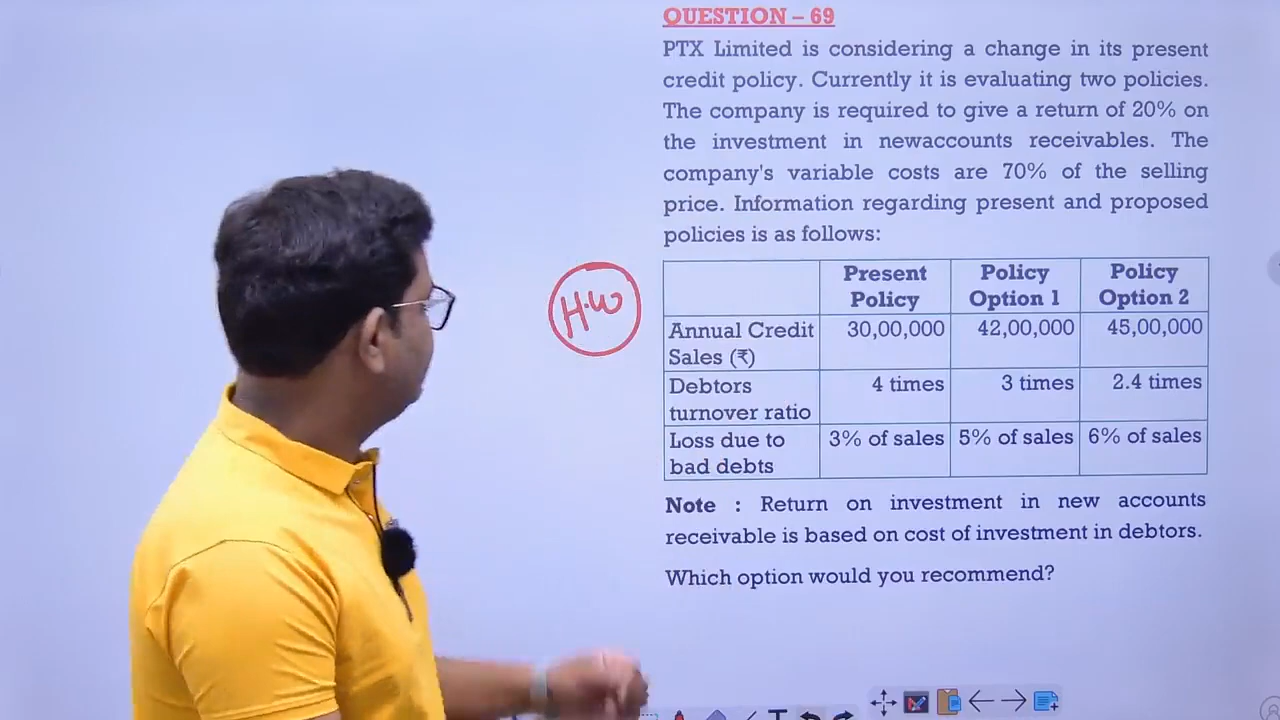 QUESTION – 69
PTX Limited is considering a change in its present
credit policy. Currently it is evaluating two policies.
The company is required to give a return of 20% on
the investment in newaccounts receivables. The
company's variable costs are 70% of the selling
price. Information regarding present and proposed
policies is as follows:
H.W
Present Policy Policy
Policy Option 1 Option 2
Annual Credit 30,00,000 42,00,000 45,00,000
Sales (₹)
Debtors 4 times 3 times 2.4 times
turnover ratio
Loss due to 3% of sales 5% of sales 6% of sales
bad debts
Note : Return on investment in new accounts
receivable is based on cost of investment in debtors.
Which option would you recommend?